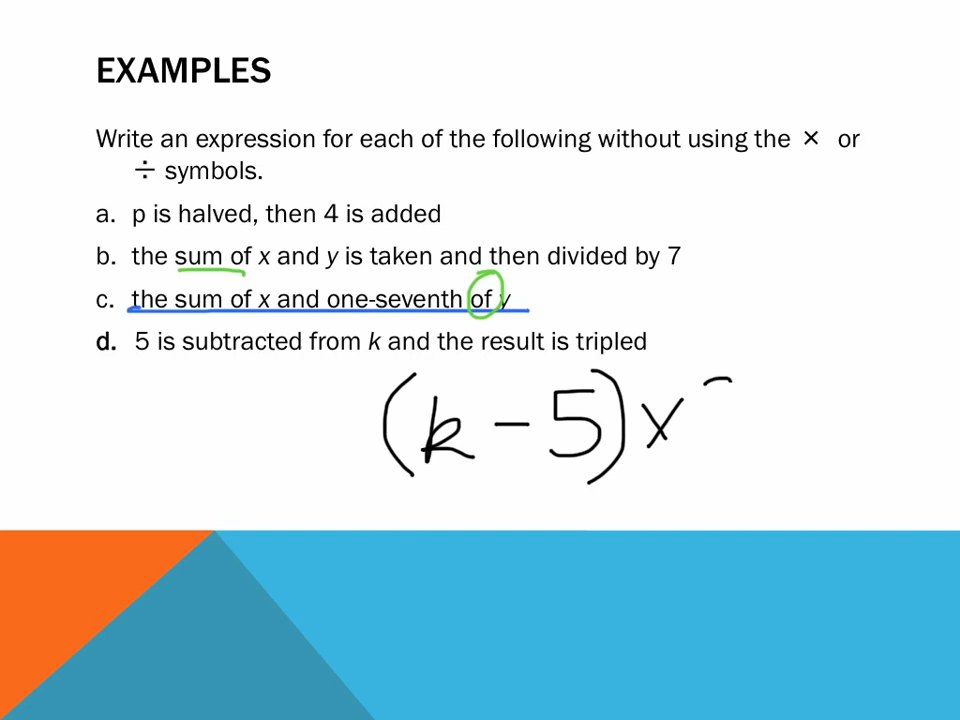 EXAMPLES
Write an expression for each of the following without using the × or
÷ symbols.
a. p is halved, then 4 is added
b. the sum of x and y is taken and then divided by 7
c. the sum of x and one-seventh of y
d. 5 is subtracted from k and the result is tripled
(k - 5) x